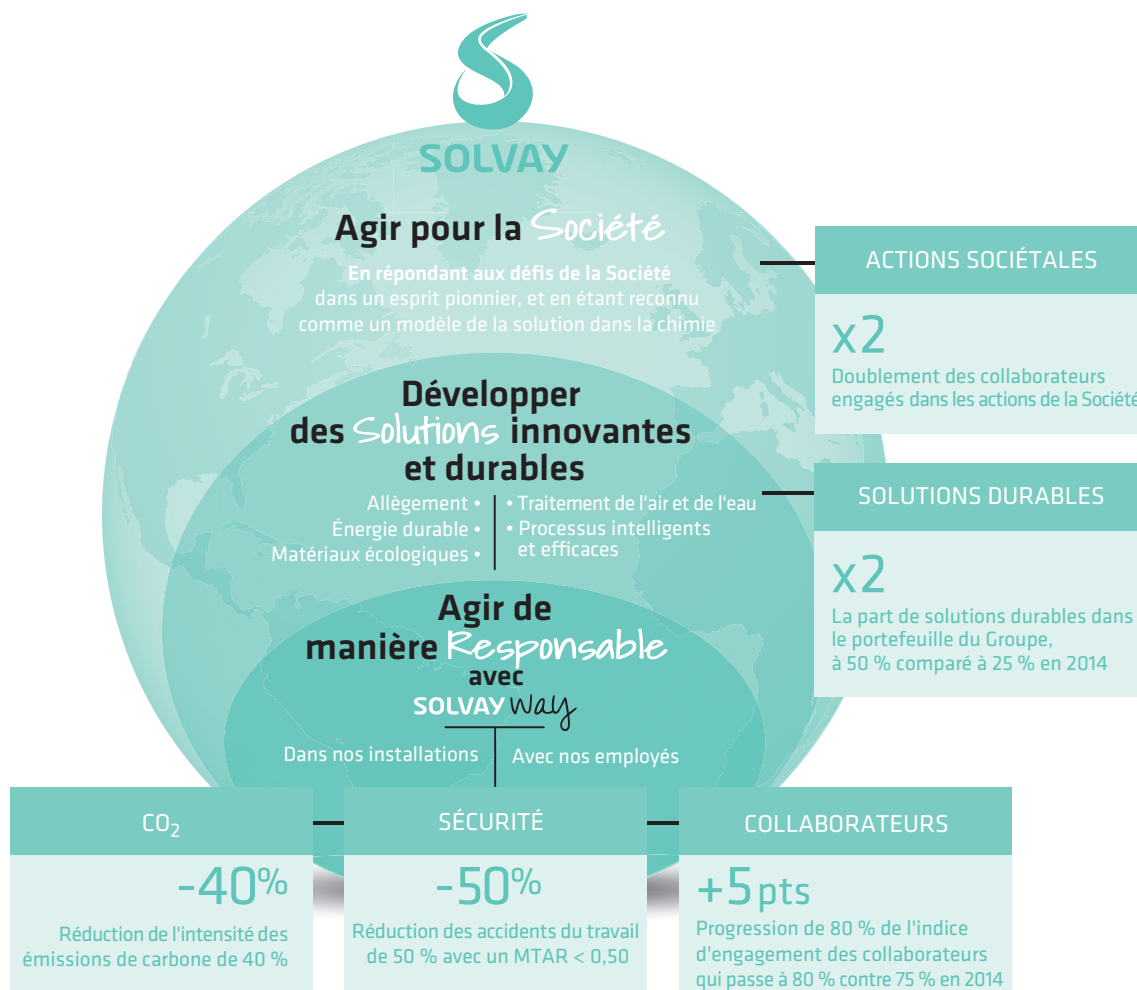 SOLVAY
Agir pour la Société
En répondant aux défis de la Société
dans un esprit pionnier, et en étant reconnu
comme un modèle de la solution dans la chimie
ACTIONS SOCIÉTALES
x2
Doublement des collaborateurs
engagés dans les actions de la Société
Développer
des Solutions innovantes
et durables
Allègement •
Énergie durable •
Matériaux écologiques •
• Traitement de l'air et de l'eau
• Processus intelligents
et efficaces
SOLUTIONS DURABLES
x2
La part de solutions durables dans
le portefeuille du Groupe,
à 50 % comparé à 25 % en 2014
Agir de
manière Responsable
avec
SOLVAY Way
Dans nos installations
Avec nos employés
CO2
-40%
Réduction de l'intensité des
émissions de carbone de 40 %
SÉCURITÉ
-50%
Réduction des accidents du travail
de 50 % avec un MTAR < 0,50
COLLABORATEURS
+5 pts
Progression de 80 % de l'indice
d'engagement des collaborateurs
qui passe à 80 % contre 75 % en 2014